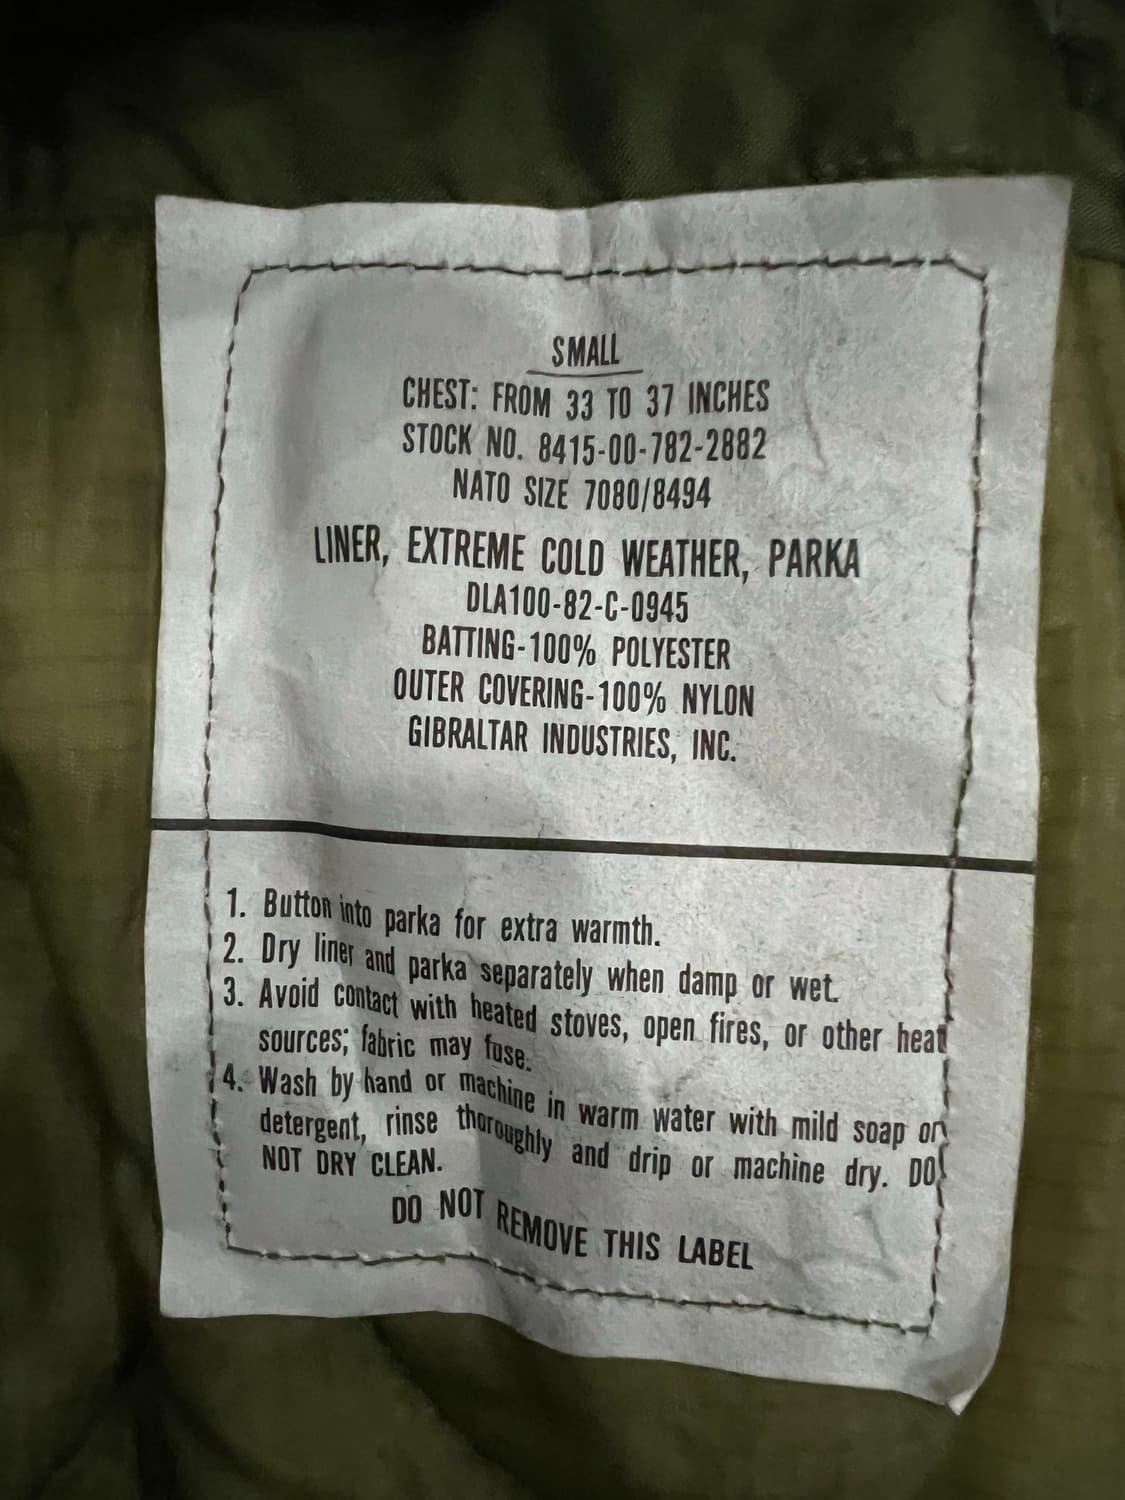 SMALL
CHEST: FROM 33 TO 37 INCHES
STOCK NO. 8415-00-782-2882
NATO SIZE 7080/8494
LINER, EXTREME COLD WEATHER, PARKA
DLA100-82-C-0945
BATTING-100% POLYESTER
OUTER COVERING-100% NYLON
GIBRALTAR INDUSTRIES, INC.
1. Button into parka for extra warmth.
2. Dry liner and parka separately when damp or wet.
3. Avoid contact with heated stoves, open fires, or other heat
sources; fabric may fuse.
4. Wash by hand or machine in warm water with mild soap or
detergent, rinse thoroughly and drip or machine dry. DO
NOT DRY CLEAN.
DO NOT REMOVE THIS LABEL